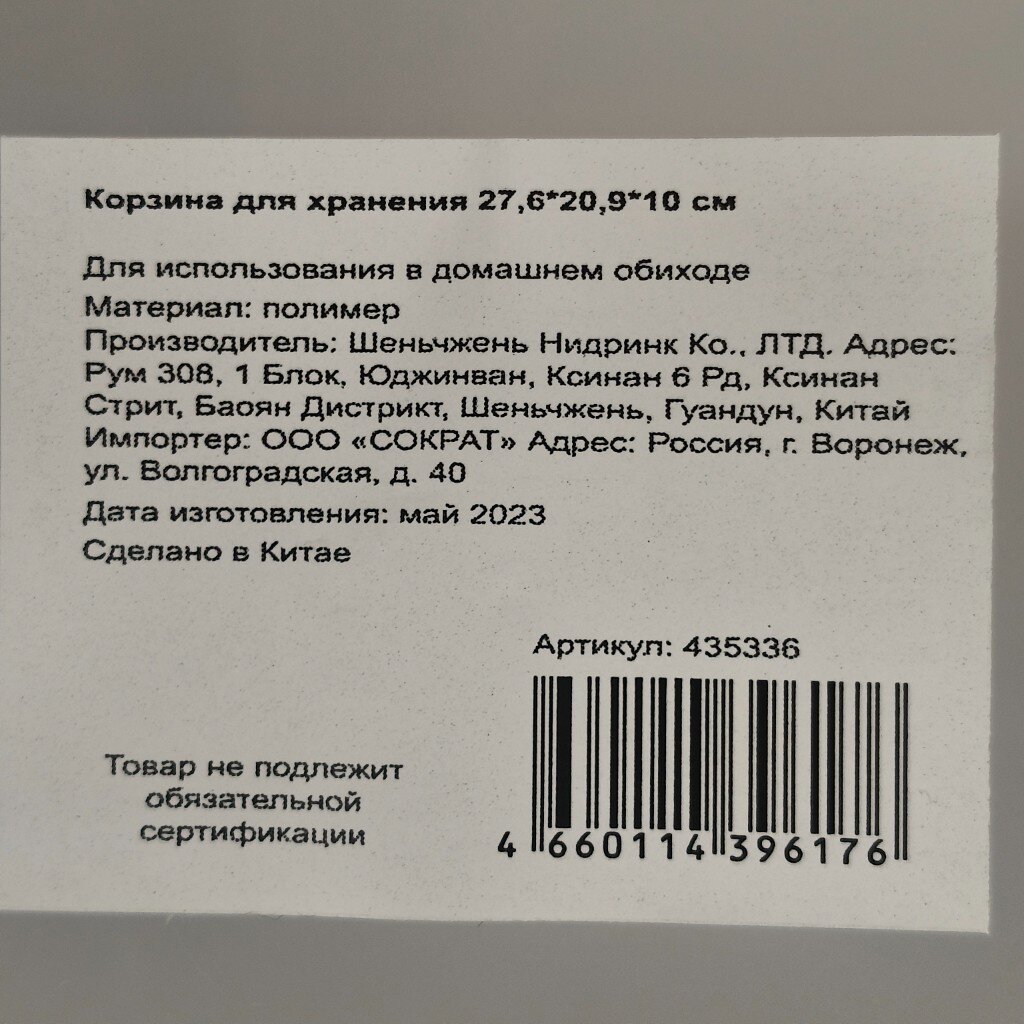 Корзина для хранения 27,6*20,9*10 см
Для использования в домашнем обиходе
Материал: полимер
Производитель: Шеньчжень Нидринк Ко., ЛТД. Адрес:
Рум 308, 1 Блок, Юджинван, Ксинан 6 Рд, Ксинан
Стрит, Баоян Дистрикт, Шеньчжень, Гуандун, Китай
Импортер: ООО «СОКРАТ» Адрес: Россия, г. Воронеж,
ул. Волгоградская, д. 40
Дата изготовления: май 2023
Сделано в Китае
Артикул: 435336
Товар не подлежит
обязательной
сертификации
4 660114 396176